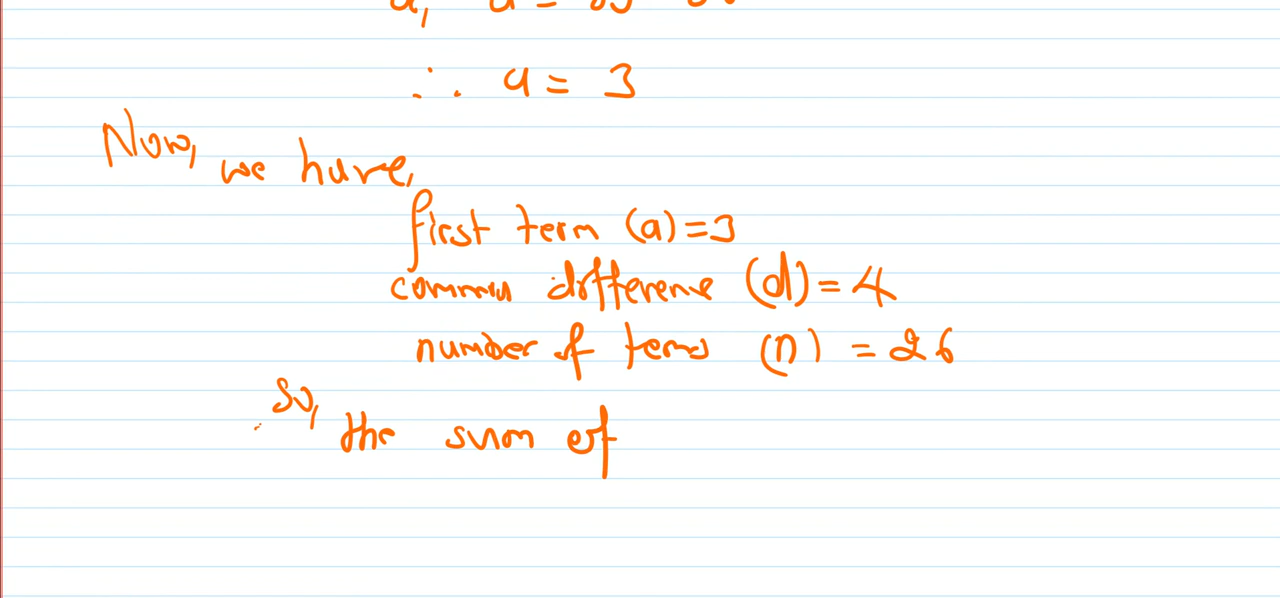 ∴ a = 3
Now, we have,
first term (a) = 3
common difference (d) = 4
number of terms (n) = 26
So, the sum of